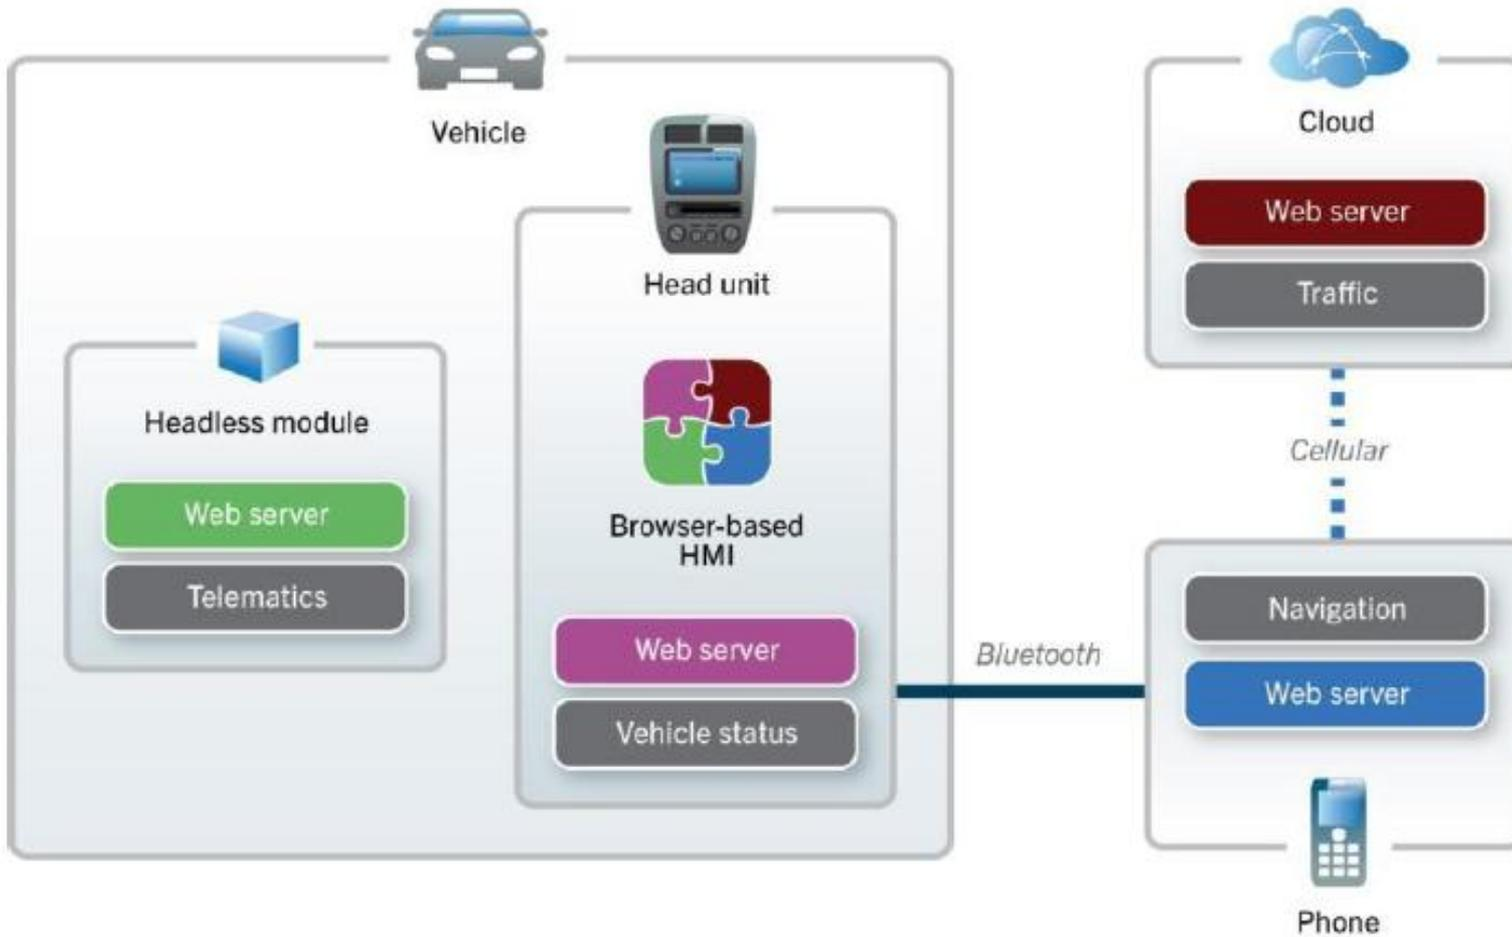 Vehicle
Head unit
Headless module
Web server
Telematics
Browser-based
HMI
Web server
Vehicle status
Bluetooth
Cloud
Web server
Traffic
Cellular
Navigation
Web server
Phone